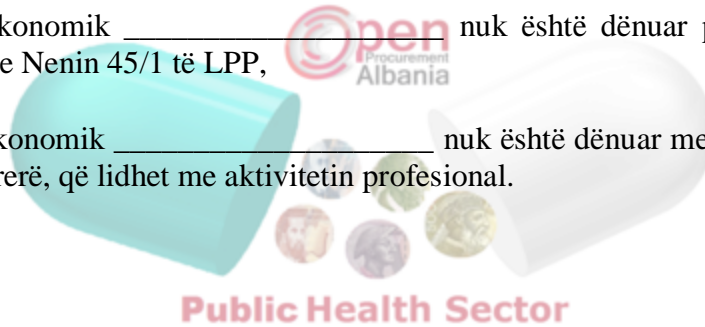 konomik ____________________ nuk është dënuar p
e Nenin 45/1 të LPP,
Open
Procurement
Albania
konomik ____________________ nuk është dënuar me
rerë, që lidhet me aktivitetin profesional.
Public Health Sector